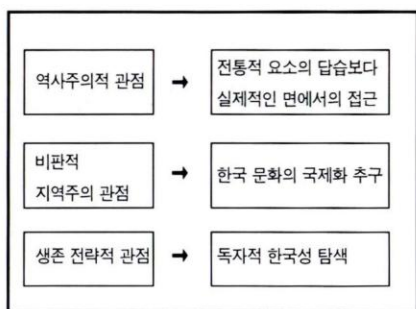 역사주의적 관점 → 전통적 요소의 답습보다
실제적인 면에서의 접근
비판적
지역주의 관점 → 한국 문화의 국제화 추구
생존 전략적 관점 → 독자적 한국성 탐색